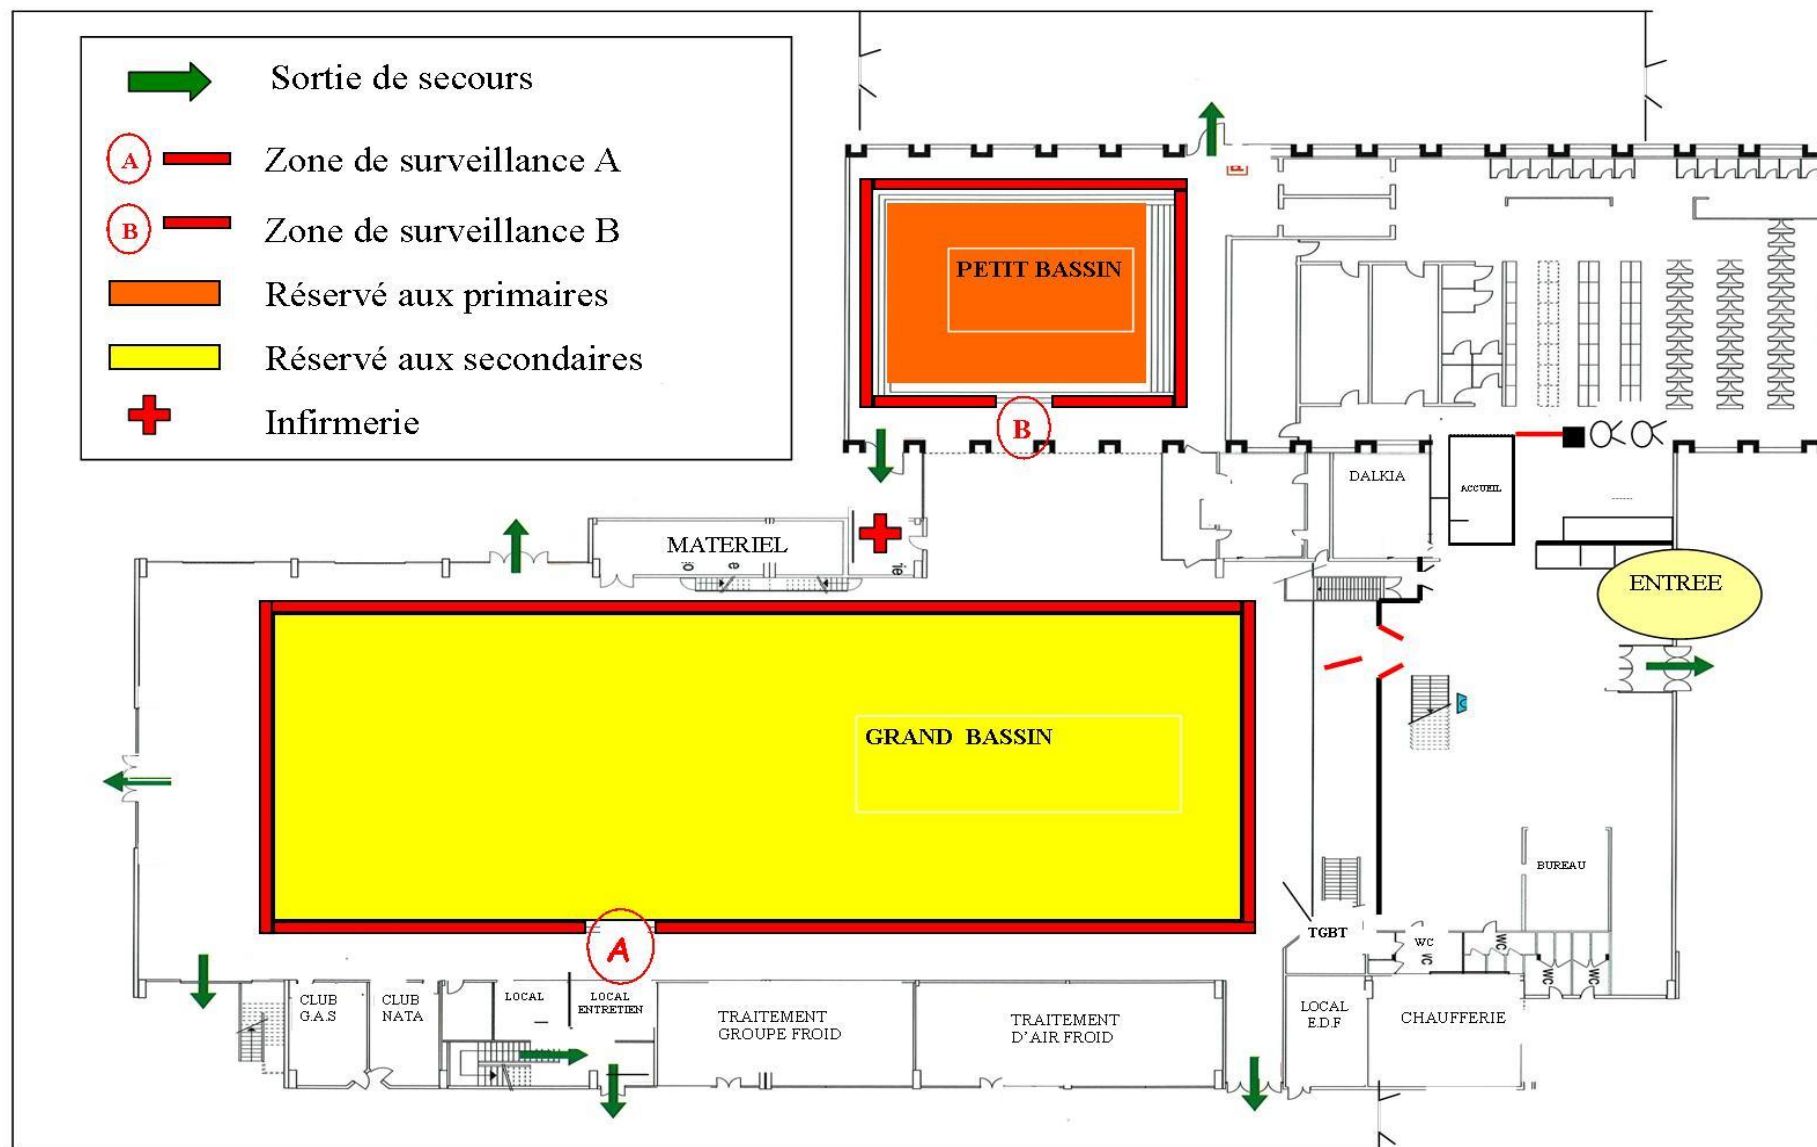 Sortie de secours
A
Zone de surveillance A
B
Zone de surveillance B
Réservé aux primaires
Réservé aux secondaires
Infirmerie
PETIT BASSIN
B
DALKIA
ACCUEIL
MATERIEL
ENTREE
GRAND BASSIN
BUREAU
A
TGBT
WC
WC
WC
WC
CLUB
G.A.S
CLUB
NATA
LOCAL
LOCAL
ENTRETIEN
TRAITEMENT
GROUPE FROID
TRAITEMENT
D'AIR FROID
LOCAL
E.D.F
CHAUFFERIE